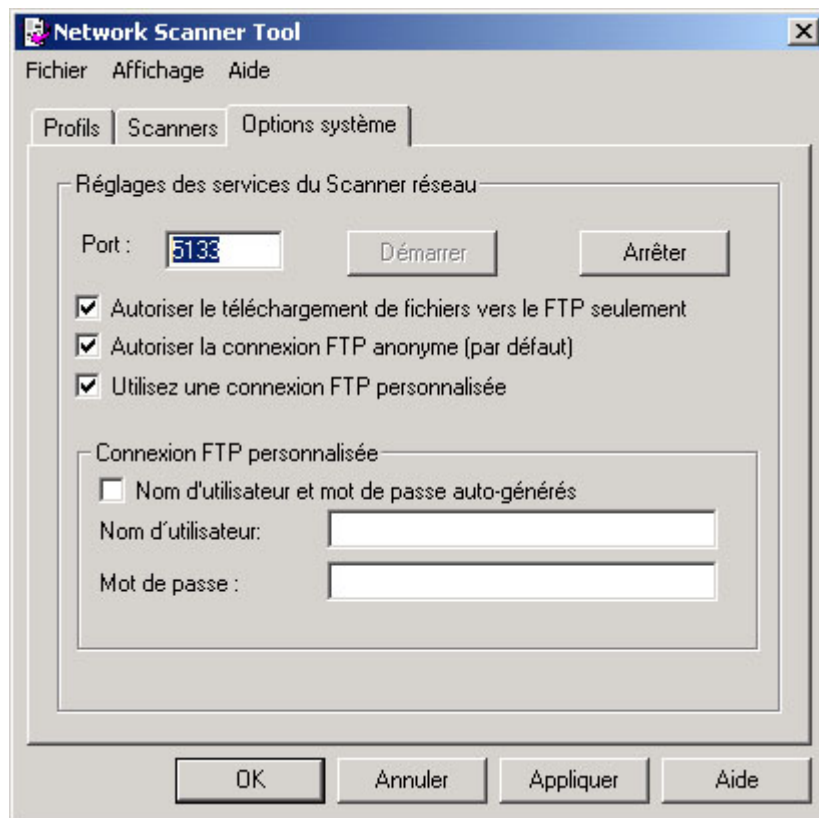 Network Scanner Tool
Fichier Affichage Aide
Profils Scanners Options système
Réglages des services du Scanner réseau
Port : 5133 Démarrer Arrêter
Autoriser le téléchargement de fichiers vers le FTP seulement
Autoriser la connexion FTP anonyme (par défaut)
Utilisez une connexion FTP personnalisée
Connexion FTP personnalisée
Nom d'utilisateur et mot de passe auto-générés
Nom d´utilisateur:
Mot de passe :
OK Annuler Appliquer Aide